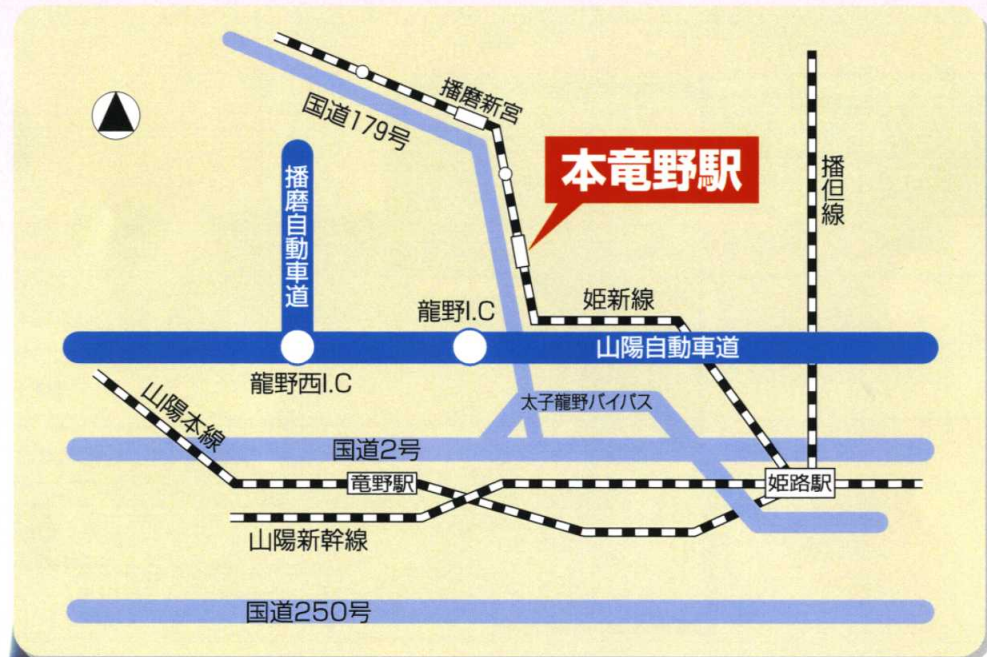 播磨新宮
国道179号
本竜野駅
播但線
播磨自動車道
姫新線
龍野I.C
山陽自動車道
龍野西I.C
太子龍野バイパス
山陽本線
国道2号
竜野駅
姫路駅
山陽新幹線
国道250号